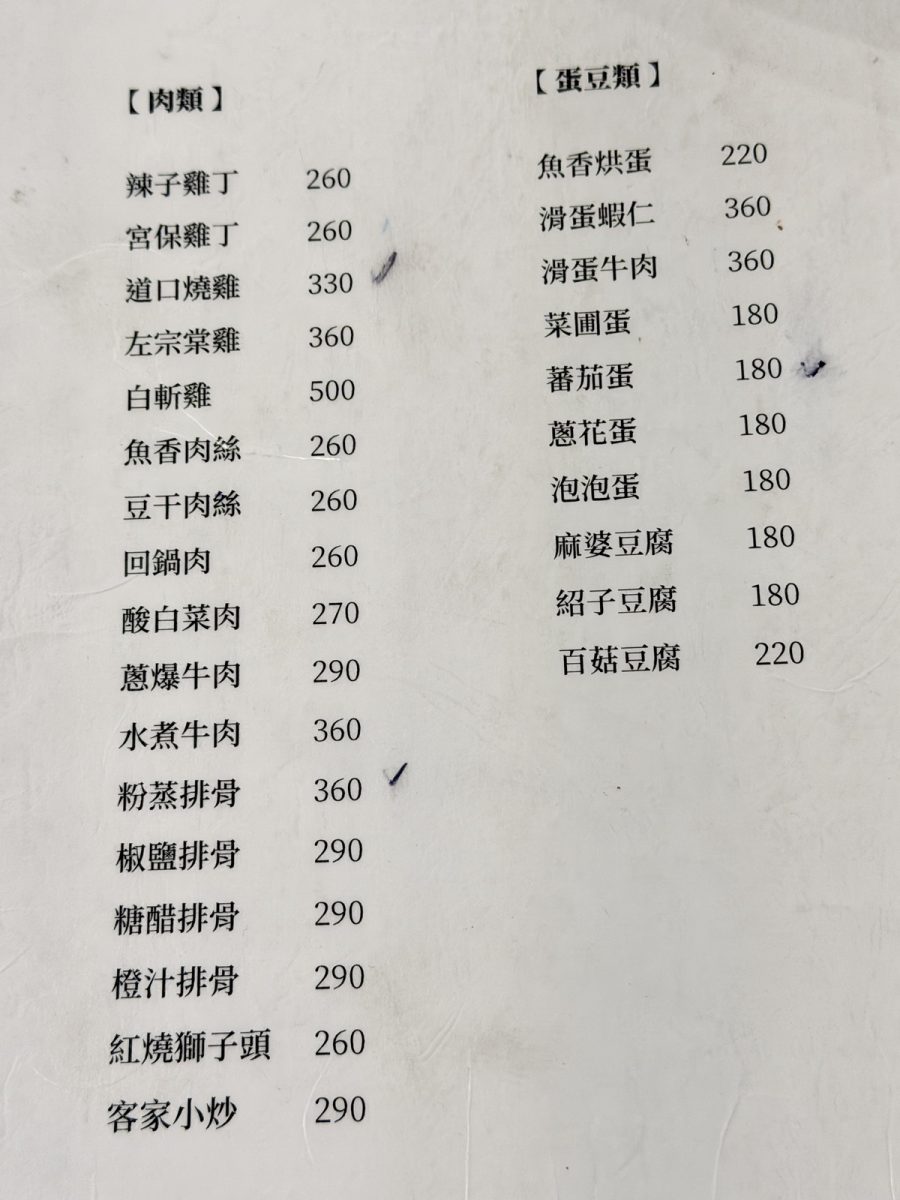 【 肉類 】
辣子雞丁 260
宮保雞丁 260
道口燒雞 330
左宗棠雞 360
白斬雞 500
魚香肉絲 260
豆干肉絲 260
回鍋肉 260
酸白菜肉 270
蔥爆牛肉 290
水煮牛肉 360
粉蒸排骨 360
椒鹽排骨 290
糖醋排骨 290
橙汁排骨 290
紅燒獅子頭 260
客家小炒 290
【 蛋豆類 】
魚香烘蛋 220
滑蛋蝦仁 360
滑蛋牛肉 360
菜圃蛋 180
蕃茄蛋 180
蔥花蛋 180
泡泡蛋 180
麻婆豆腐 180
紹子豆腐 180
百菇豆腐 220